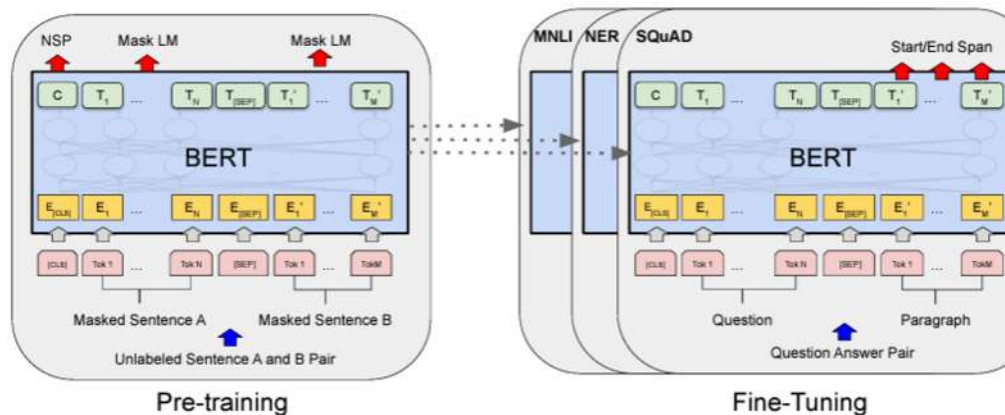 NSP Mask LM Mask LM
C T1 ... TN T[SEP] T1' ... TM'
BERT
E[CLS] E1 ... EN E[SEP] E1' ... EM'
[CLS] Tok 1 ... Tok N [SEP] Tok 1 ... TokM
Masked Sentence A Masked Sentence B
Unlabeled Sentence A and B Pair
Pre-training
MNLI NER SQuAD
Start/End Span
C T1 ... TN T[SEP] T1' ... TM'
BERT
E[CLS] E1 ... EN E[SEP] E1' ... EM'
[CLS] Tok 1 ... Tok N [SEP] Tok 1 ... TokM
Question Paragraph
Question Answer Pair
Fine-Tuning